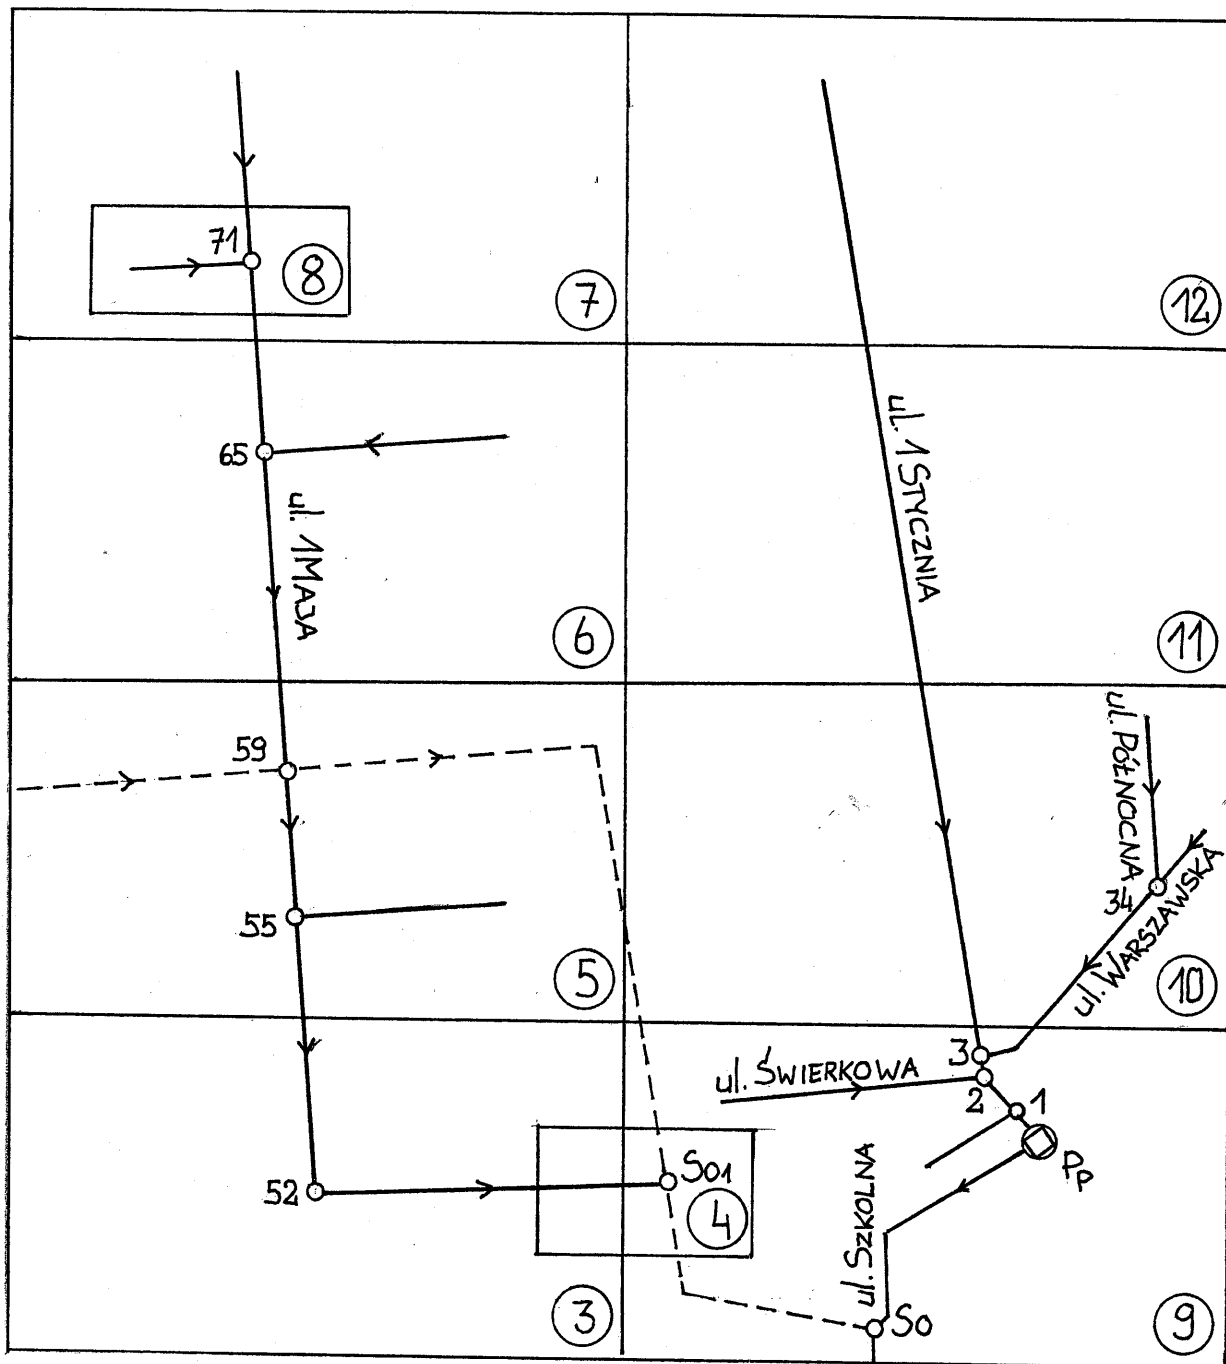 71
8
7
12
65
ul. 1 MAJA
ul. 1 STYCZNIA
6
11
59
ul. PÓŁNOCNA
34
ul. WARSZAWSKA
55
5
10
3
ul. ŚWIERKOWA
2
1
Pp
52
So1
4
ul. SZKOLNA
3
So
9